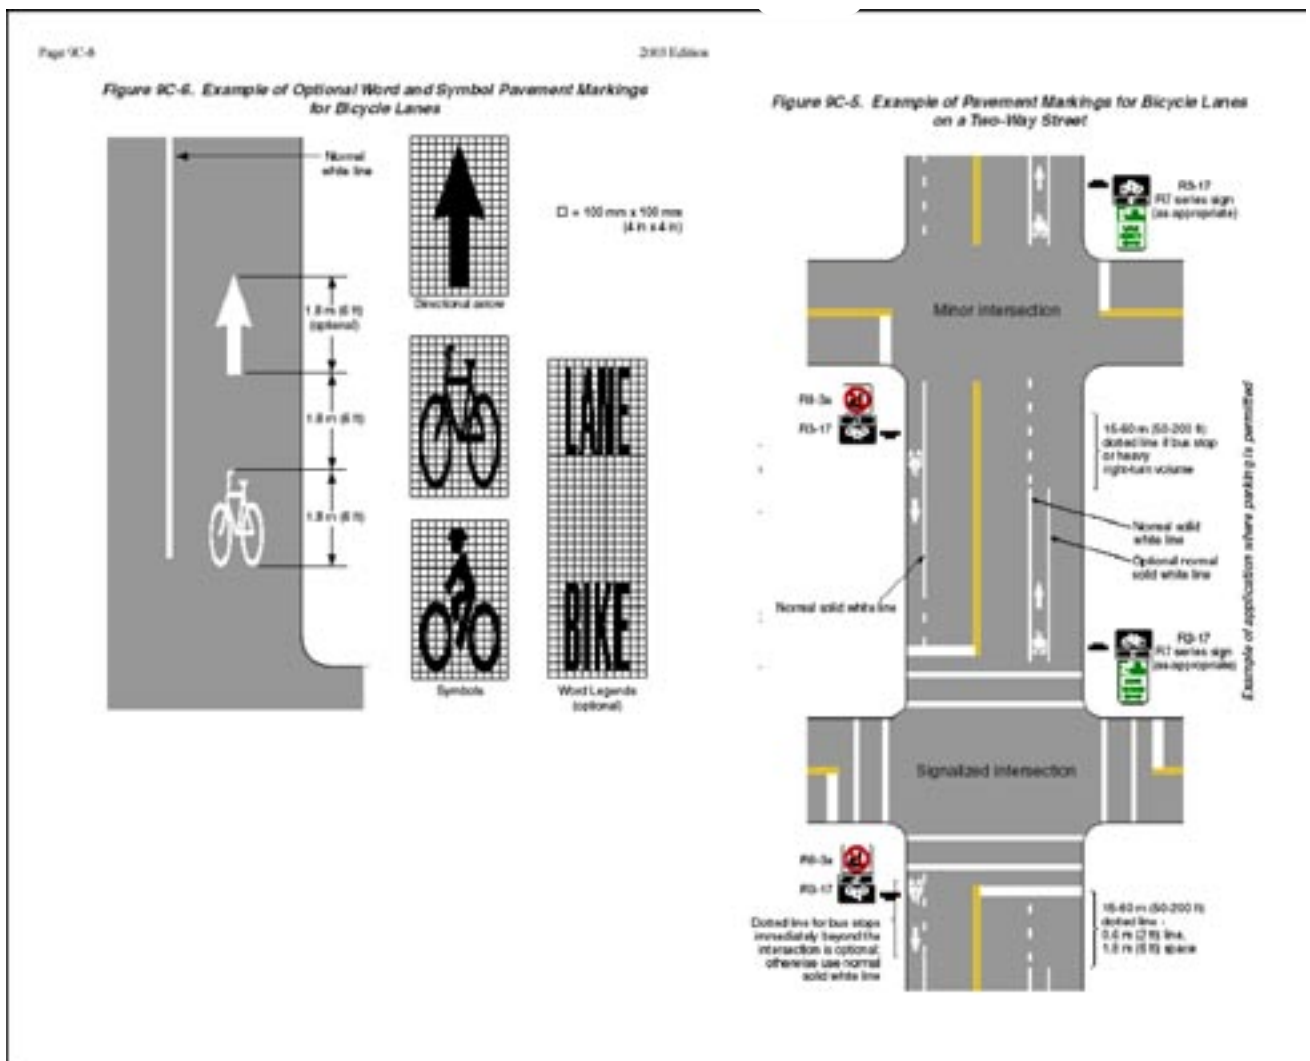 Page 9C-6
2003 Edition
Figure 9C-6. Example of Optional Word and Symbol Pavement Markings
for Bicycle Lanes
Normal
white line
= 100 mm x 100 mm
(4 in x 4 in)
1.8 m (6 ft)
(optional)
Directional arrow
1.8 m (6 ft)
1.8 m (6 ft)
LANE
BIKE
Symbols
Word Legends
(optional)
Figure 9C-5. Example of Pavement Markings for Bicycle Lanes
on a Two-Way Street
R3-17
R7 series sign
(as appropriate)
Minor intersection
R8-3a
R3-17
15-60 m (50-200 ft)
dotted line if bus stop
or heavy
right-turn volume
Normal solid
white line
Optional normal
solid white line
Normal solid white line
R3-17
R7 series sign
(as appropriate)
Example of application where parking is permitted
Signalized intersection
R8-3a
R3-17
Dotted line for bus stops
immediately beyond the
intersection is optional;
otherwise use normal
solid white line
15-60 m (50-200 ft)
dotted line -
0.6 m (2 ft) line,
1.8 m (6 ft) space